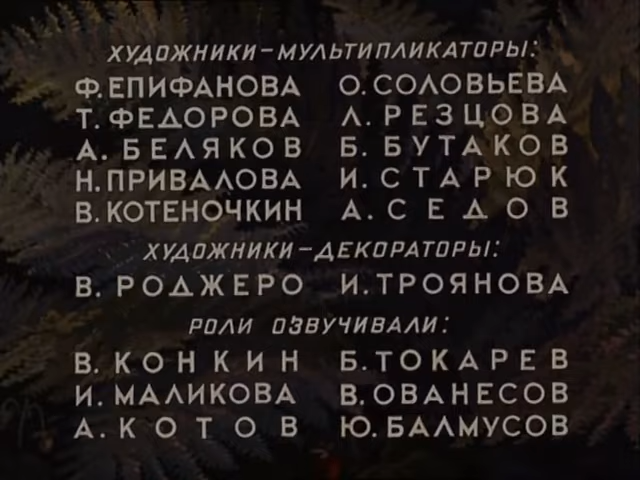 ХУДОЖНИКИ–МУЛЬТИПЛИКАТОРЫ:
Ф. ЕПИФАНОВА О. СОЛОВЬЕВА
Т. ФЕДОРОВА Л. РЕЗЦОВА
А. БЕЛЯКОВ Б. БУТАКОВ
Н. ПРИВАЛОВА И. СТАРЮК
В. КОТЕНОЧКИН А. СЕДОВ
ХУДОЖНИКИ–ДЕКОРАТОРЫ:
В. РОДЖЕРО И. ТРОЯНОВА
РОЛИ ОЗВУЧИВАЛИ:
В. КОНКИН Б. ТОКАРЕВ
И. МАЛИКОВА В. ОВАНЕСОВ
А. КОТОВ Ю. БАЛМУСОВ